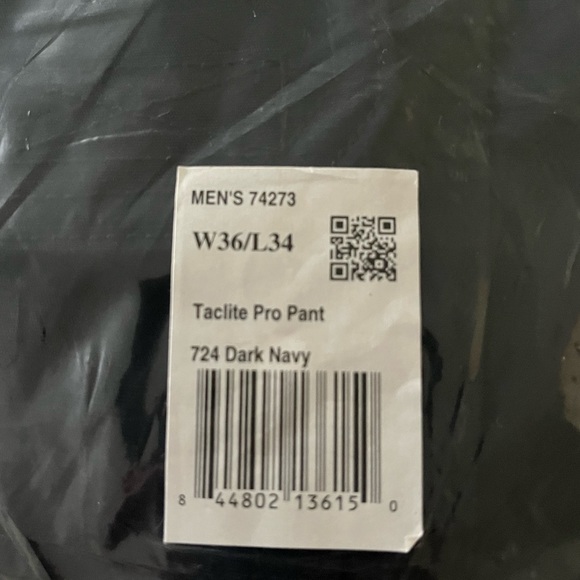 MEN'S 74273
W36/L34
Taclite Pro Pant
724 Dark Navy
8 44802 13615 0